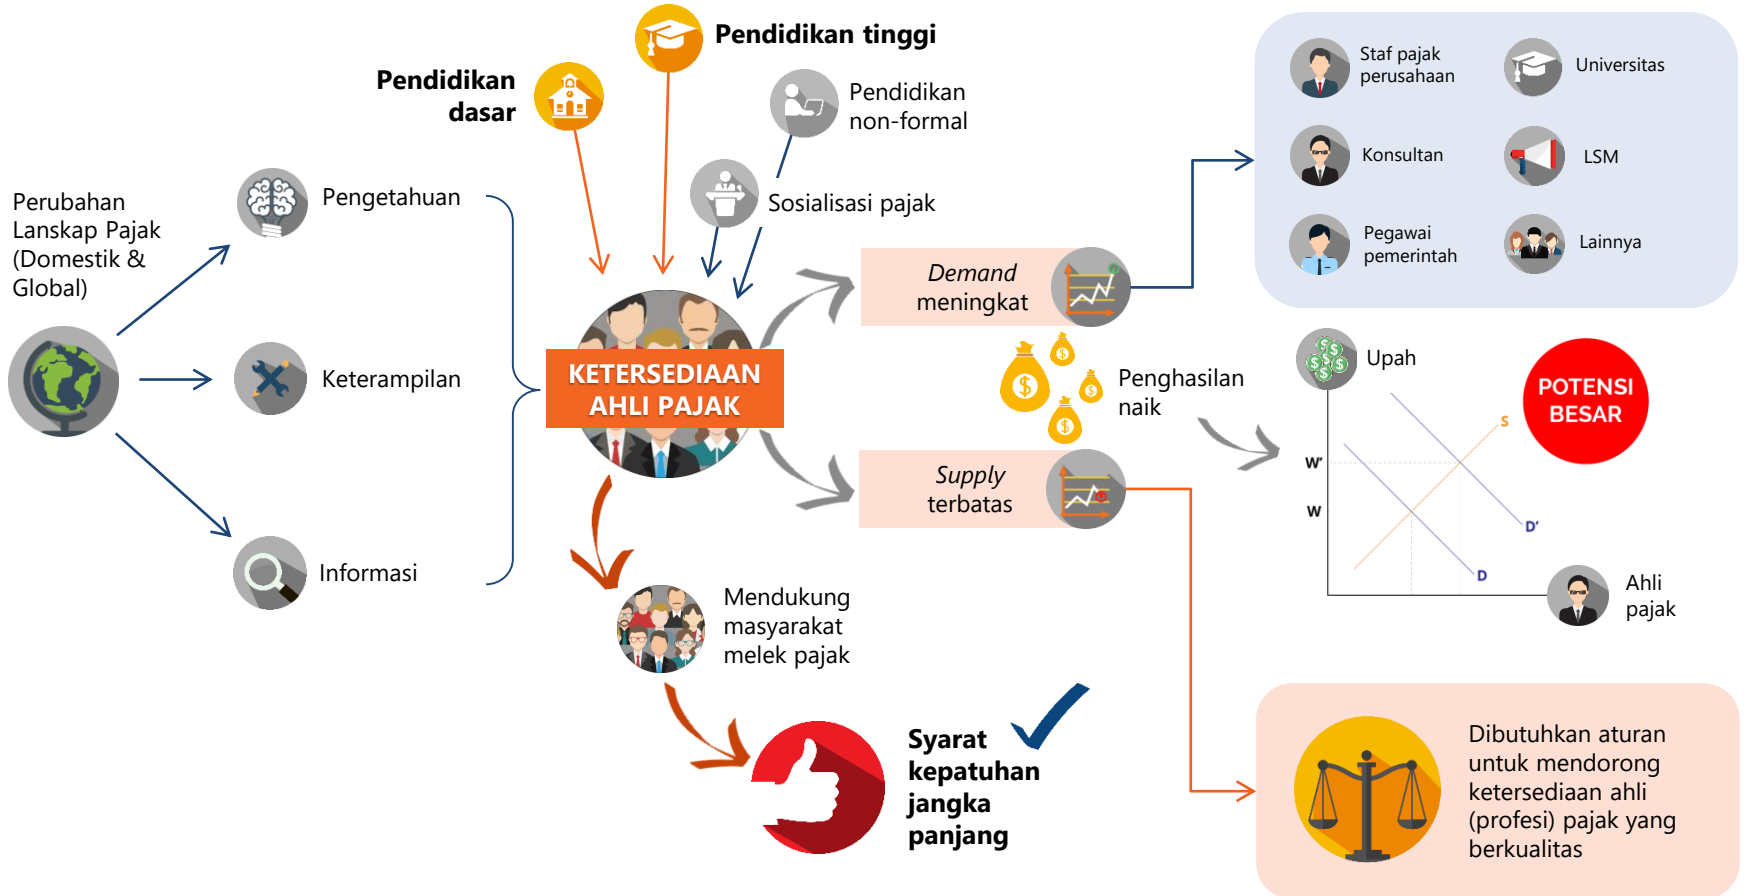 Perubahan
Lanskap Pajak
(Domestik &
Global)
Pengetahuan
Keterampilan
Informasi
Pendidikan
dasar
Pendidikan tinggi
Pendidikan
non-formal
Sosialisasi pajak
KETERSEDIAAN
AHLI PAJAK
Mendukung
masyarakat
melek pajak
Syarat
kepatuhan
jangka
panjang
Demand
meningkat
Penghasilan
naik
Supply
terbatas
Staf pajak
perusahaan
Universitas
Konsultan
LSM
Pegawai
pemerintah
Lainnya
Upah
POTENSI
BESAR
S
W'
W
D'
D
Ahli
pajak
Dibutuhkan aturan
untuk mendorong
ketersediaan ahli
(profesi) pajak yang
berkualitas